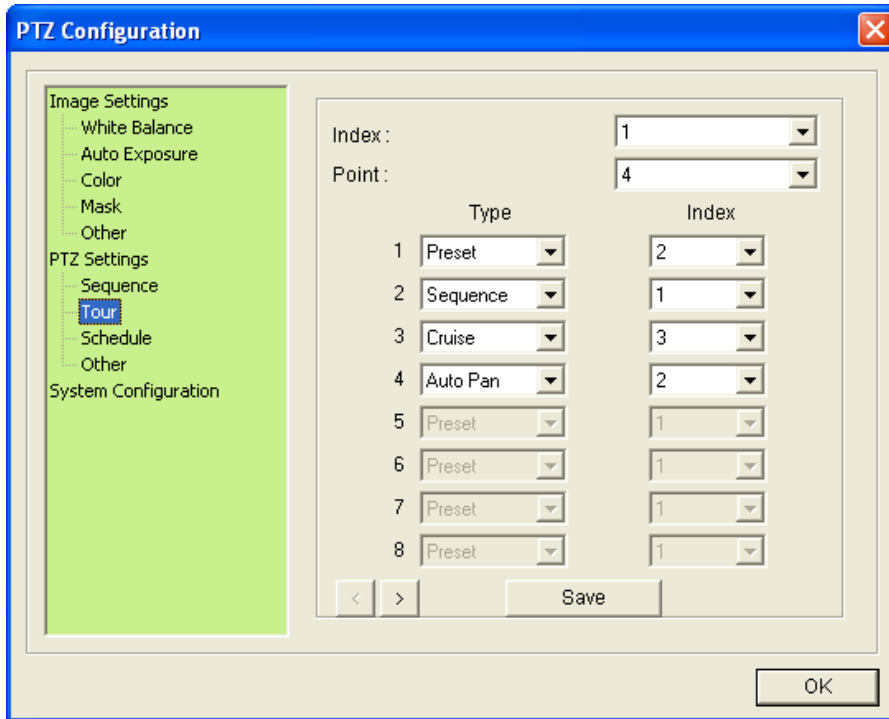 PTZ Configuration
Image Settings
White Balance
Auto Exposure
Color
Mask
Other
PTZ Settings
Sequence
Tour
Schedule
Other
System Configuration
Index : 1
Point : 4
Type Index
1 Preset 2
2 Sequence 1
3 Cruise 3
4 Auto Pan 2
5 Preset 1
6 Preset 1
7 Preset 1
8 Preset 1
< > Save
OK